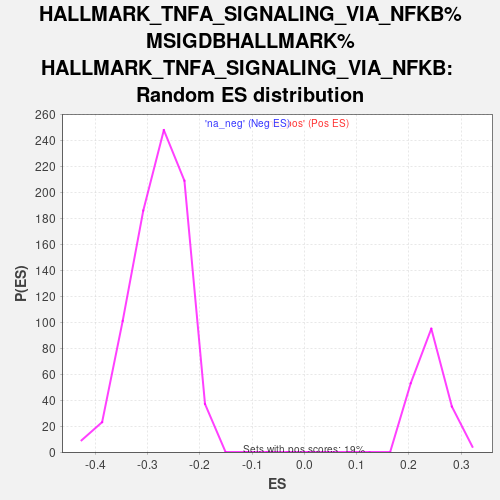 HALLMARK_TNFA_SIGNALING_VIA_NFKB%
MSIGDBHALLMARK%
HALLMARK_TNFA_SIGNALING_VIA_NFKB:
Random ES distribution
'na_neg' (Neg ES)
pos' (Pos ES)
P(ES)
260
240
220
200
180
160
140
120
100
80
60
40
20
0
Sets with pos scores: 19%
-0.4 -0.3 -0.2 -0.1 0.0 0.1 0.2 0.3
ES